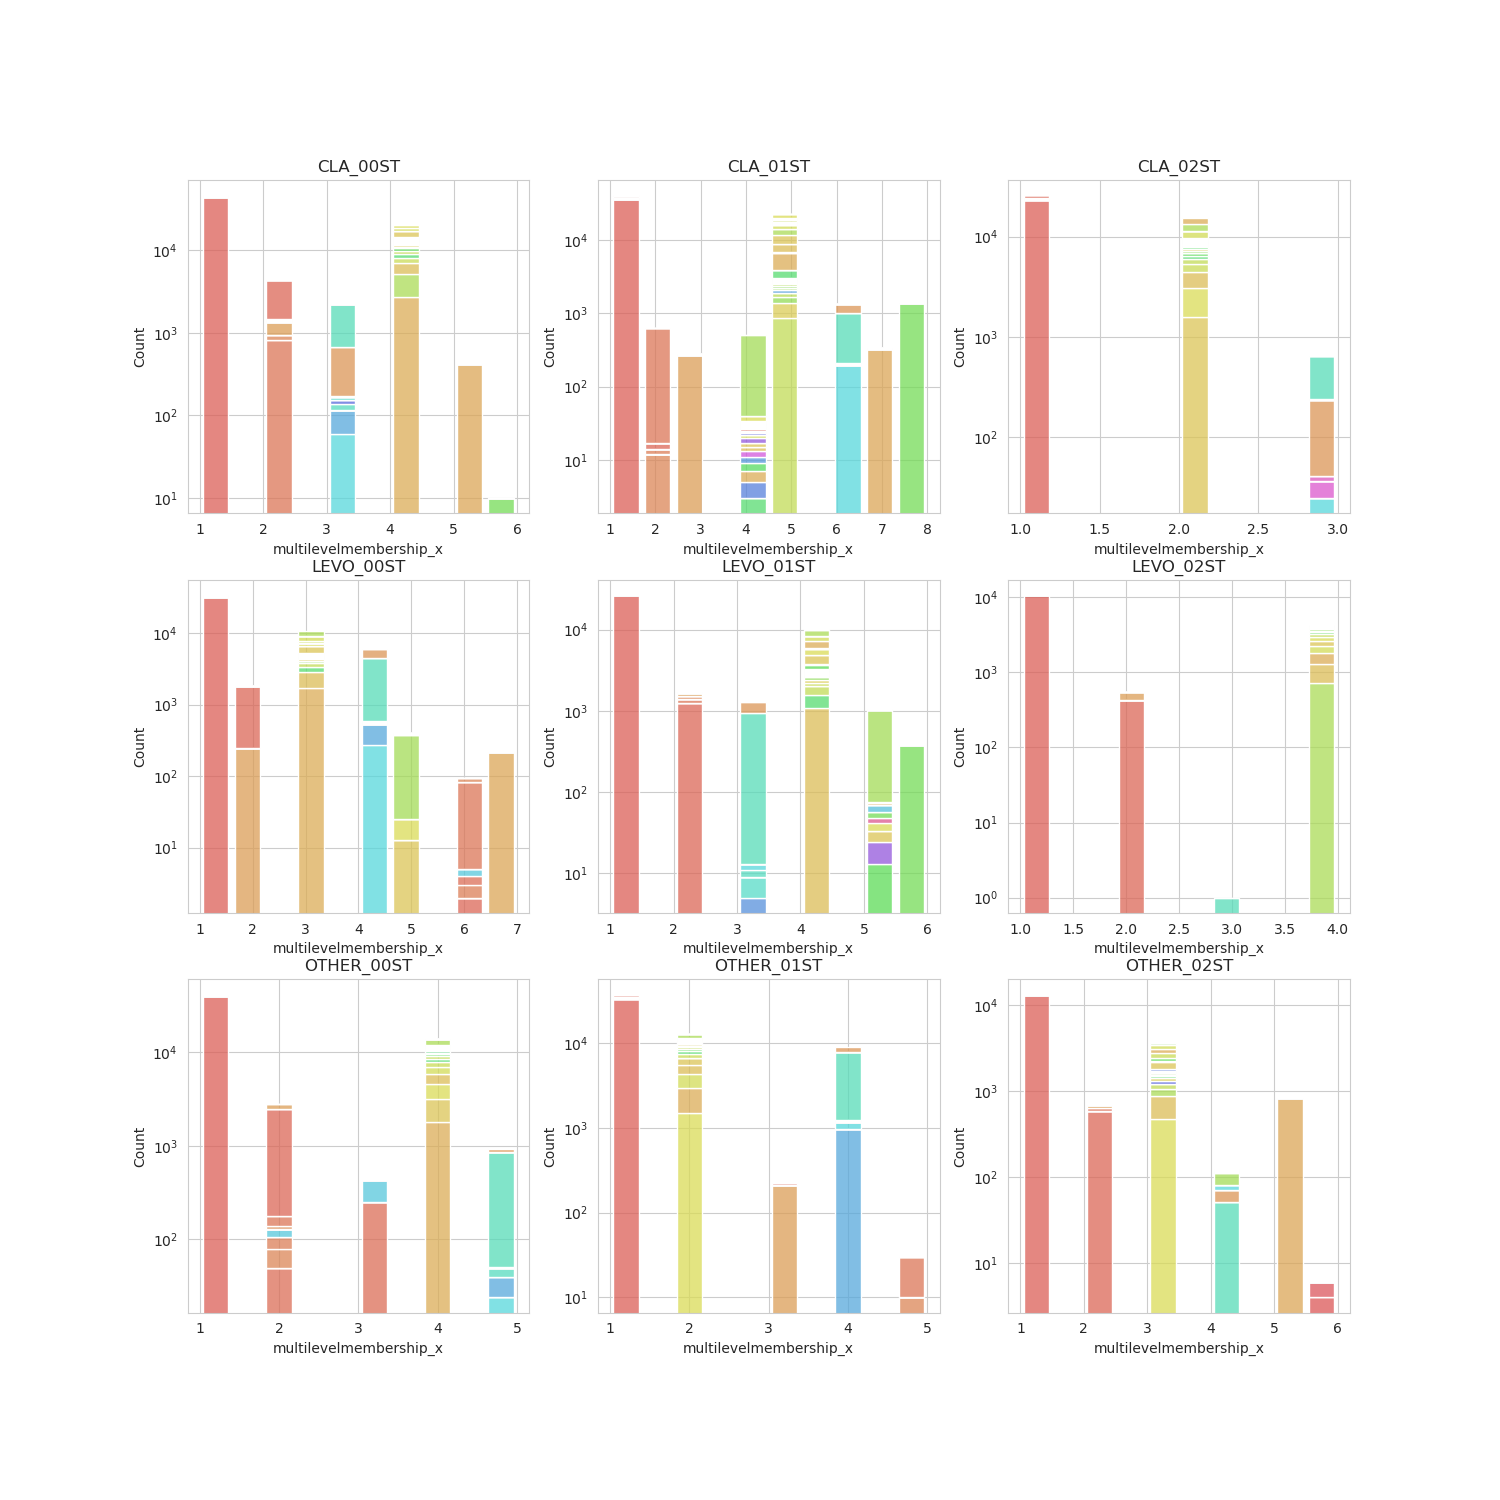 CLA_00ST
CLA_01ST
CLA_02ST
Count
10^4
10^3
10^2
10^1
1 2 3 4 5 6
multilevelmembership_x
Count
10^4
10^3
10^2
10^1
1 2 3 4 5 6 7 8
multilevelmembership_x
Count
10^4
10^3
10^2
1.0 1.5 2.0 2.5 3.0
multilevelmembership_x
LEVO_00ST
LEVO_01ST
LEVO_02ST
Count
10^4
10^3
10^2
10^1
1 2 3 4 5 6 7
multilevelmembership_x
Count
10^4
10^3
10^2
10^1
1 2 3 4 5 6
multilevelmembership_x
Count
10^4
10^3
10^2
10^1
10^0
1.0 1.5 2.0 2.5 3.0 3.5 4.0
multilevelmembership_x
OTHER_00ST
OTHER_01ST
OTHER_02ST
Count
10^4
10^3
10^2
1 2 3 4 5
multilevelmembership_x
Count
10^4
10^3
10^2
10^1
1 2 3 4 5
multilevelmembership_x
Count
10^4
10^3
10^2
10^1
1 2 3 4 5 6
multilevelmembership_x